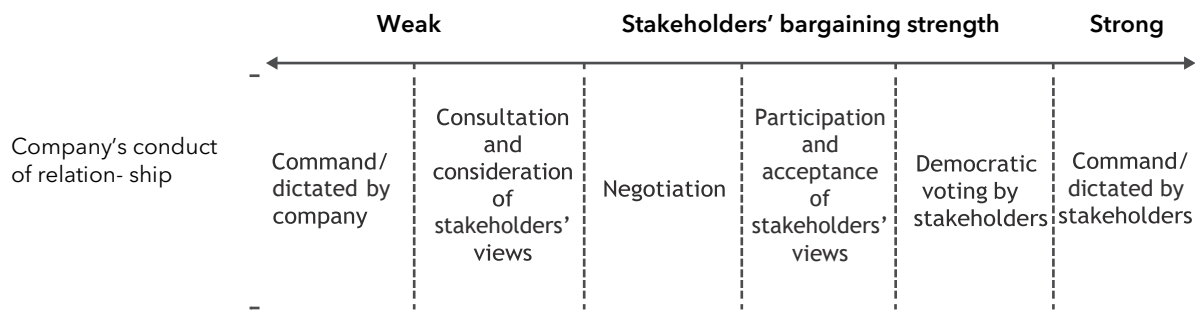 Weak Stakeholders' bargaining strength Strong
Company's conduct
of relation- ship
Command/
dictated by
company
Consultation
and
consideration
of
stakeholders'
views
Negotiation
Participation
and
acceptance
of
stakeholders'
views
Democratic
voting by
stakeholders
Command/
dictated by
stakeholders